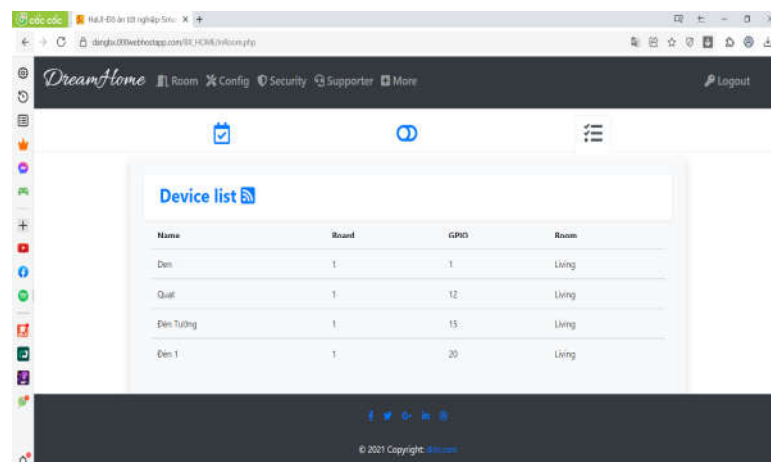 cốc cốc
DreamHome Room Config Security Supporter More Logout
Device list
Name Board GPIO Room
Den 1 1 Living
Quat 1 12 Living
Đèn Tường 1 15 Living
Đèn 1 1 20 Living
© 2021 Copyright: